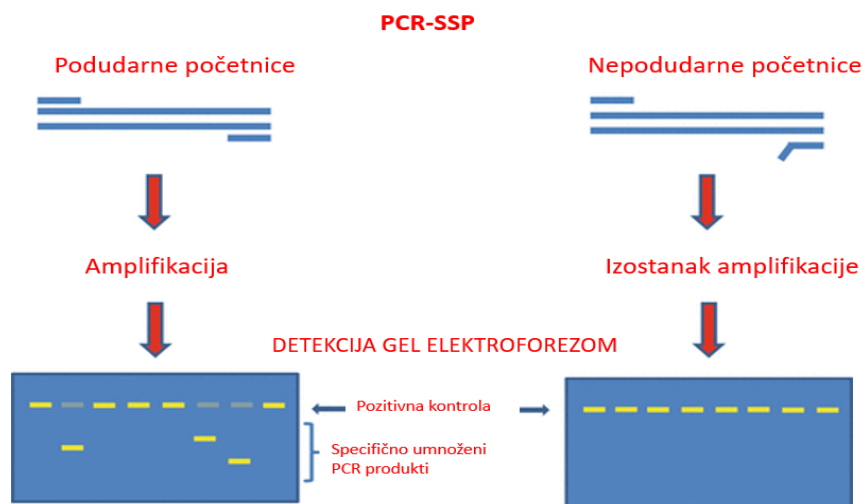 PCR-SSP
Podudarne početnice
Nepodudarne početnice
Amplifikacija
Izostanak amplifikacije
DETEKCIJA GEL ELEKTROFOREZOM
Pozitivna kontrola
Specifično umnoženi
PCR produkti